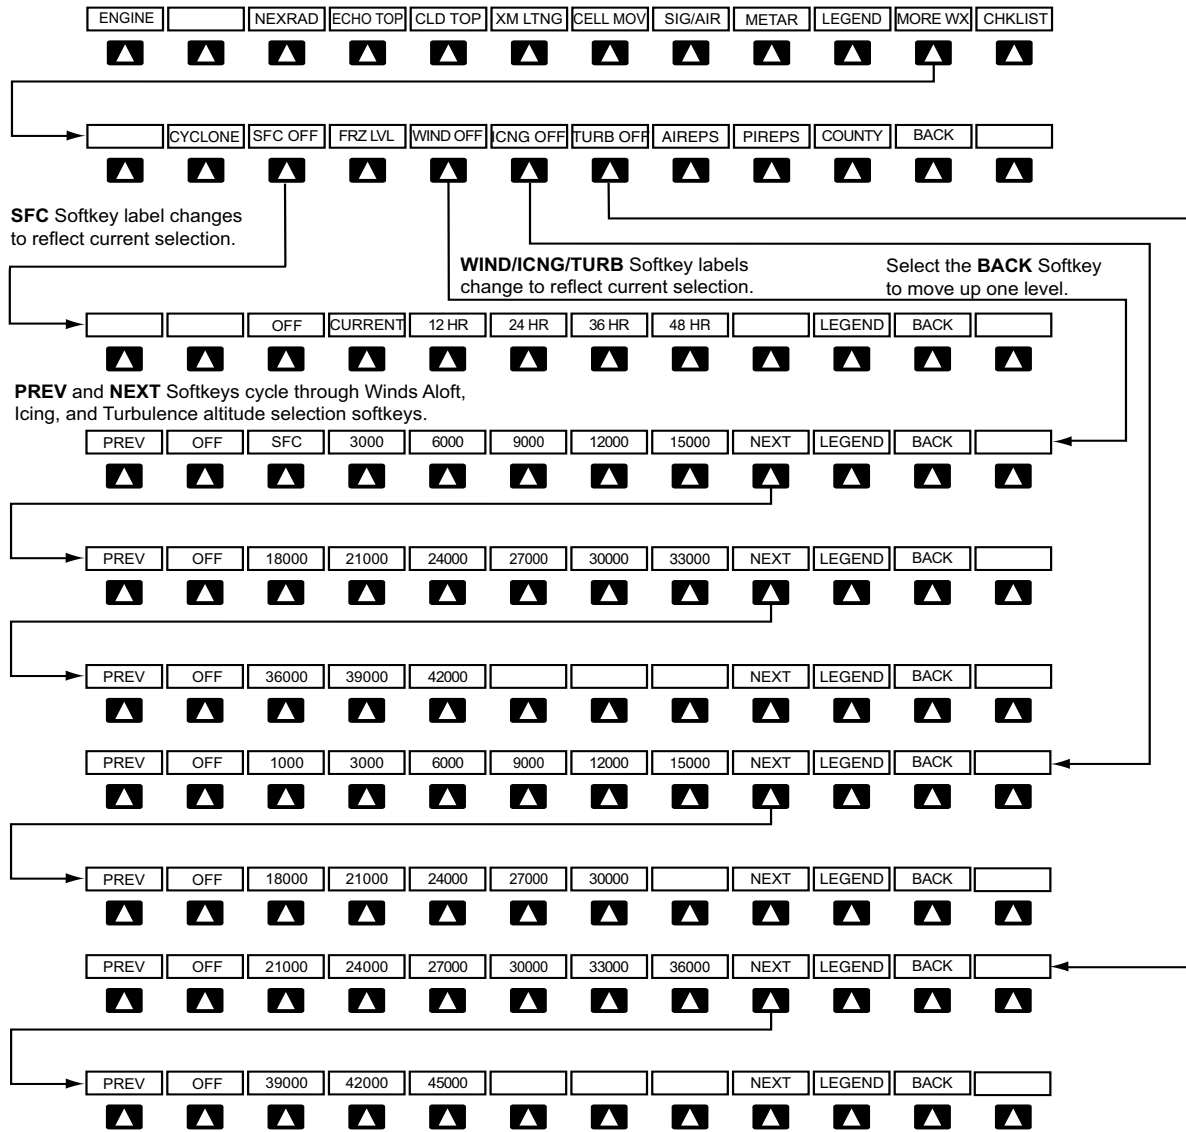 ENGINE NEXRAD ECHO TOP CLD TOP XM LTNG CELL MOV SIG/AIR METAR LEGEND MORE WX CHKLIST
CYCLONE SFC OFF FRZ LVL WIND OFF ICNG OFF TURB OFF AIREPS PIREPS COUNTY BACK
SFC Softkey label changes
to reflect current selection.
WIND/ICNG/TURB Softkey labels
change to reflect current selection.
Select the BACK Softkey
to move up one level.
OFF CURRENT 12 HR 24 HR 36 HR 48 HR LEGEND BACK
PREV and NEXT Softkeys cycle through Winds Aloft,
Icing, and Turbulence altitude selection softkeys.
PREV OFF SFC 3000 6000 9000 12000 15000 NEXT LEGEND BACK
PREV OFF 18000 21000 24000 27000 30000 33000 NEXT LEGEND BACK
PREV OFF 36000 39000 42000 NEXT LEGEND BACK
PREV OFF 1000 3000 6000 9000 12000 15000 NEXT LEGEND BACK
PREV OFF 18000 21000 24000 27000 30000 NEXT LEGEND BACK
PREV OFF 21000 24000 27000 30000 33000 36000 NEXT LEGEND BACK
PREV OFF 39000 42000 45000 NEXT LEGEND BACK